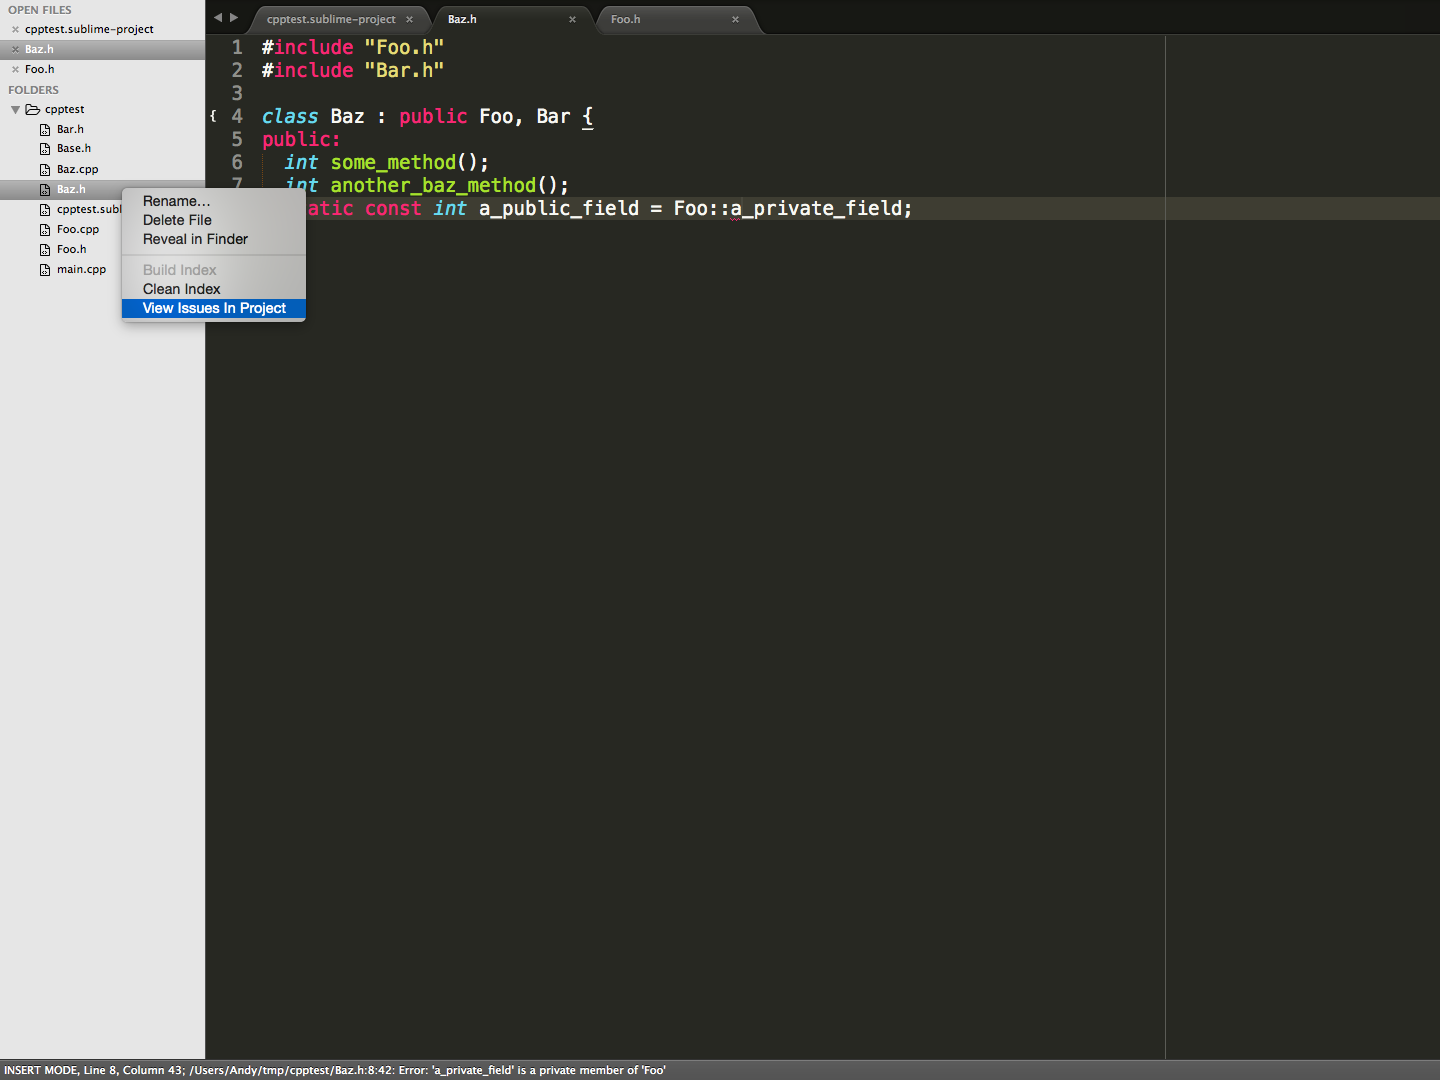 OPEN FILES
cpptest.sublime-project
Baz.h
Foo.h
FOLDERS
cpptest
Bar.h
Base.h
Baz.cpp
Baz.h
cpptest.subl
Foo.cpp
Foo.h
main.cpp
Rename...
Delete File
Reveal in Finder
Build Index
Clean Index
View Issues In Project
cpptest.sublime-project Baz.h Foo.h
1 #include "Foo.h"
2 #include "Bar.h"
3
{ 4 class Baz : public Foo, Bar {
5 public:
6 int some_method();
7 int another_baz_method();
atic const int a_public_field = Foo::a_private_field;
INSERT MODE, Line 8, Column 43; /Users/Andy/tmp/cpptest/Baz.h:8:42: Error: 'a_private_field' is a private member of 'Foo'